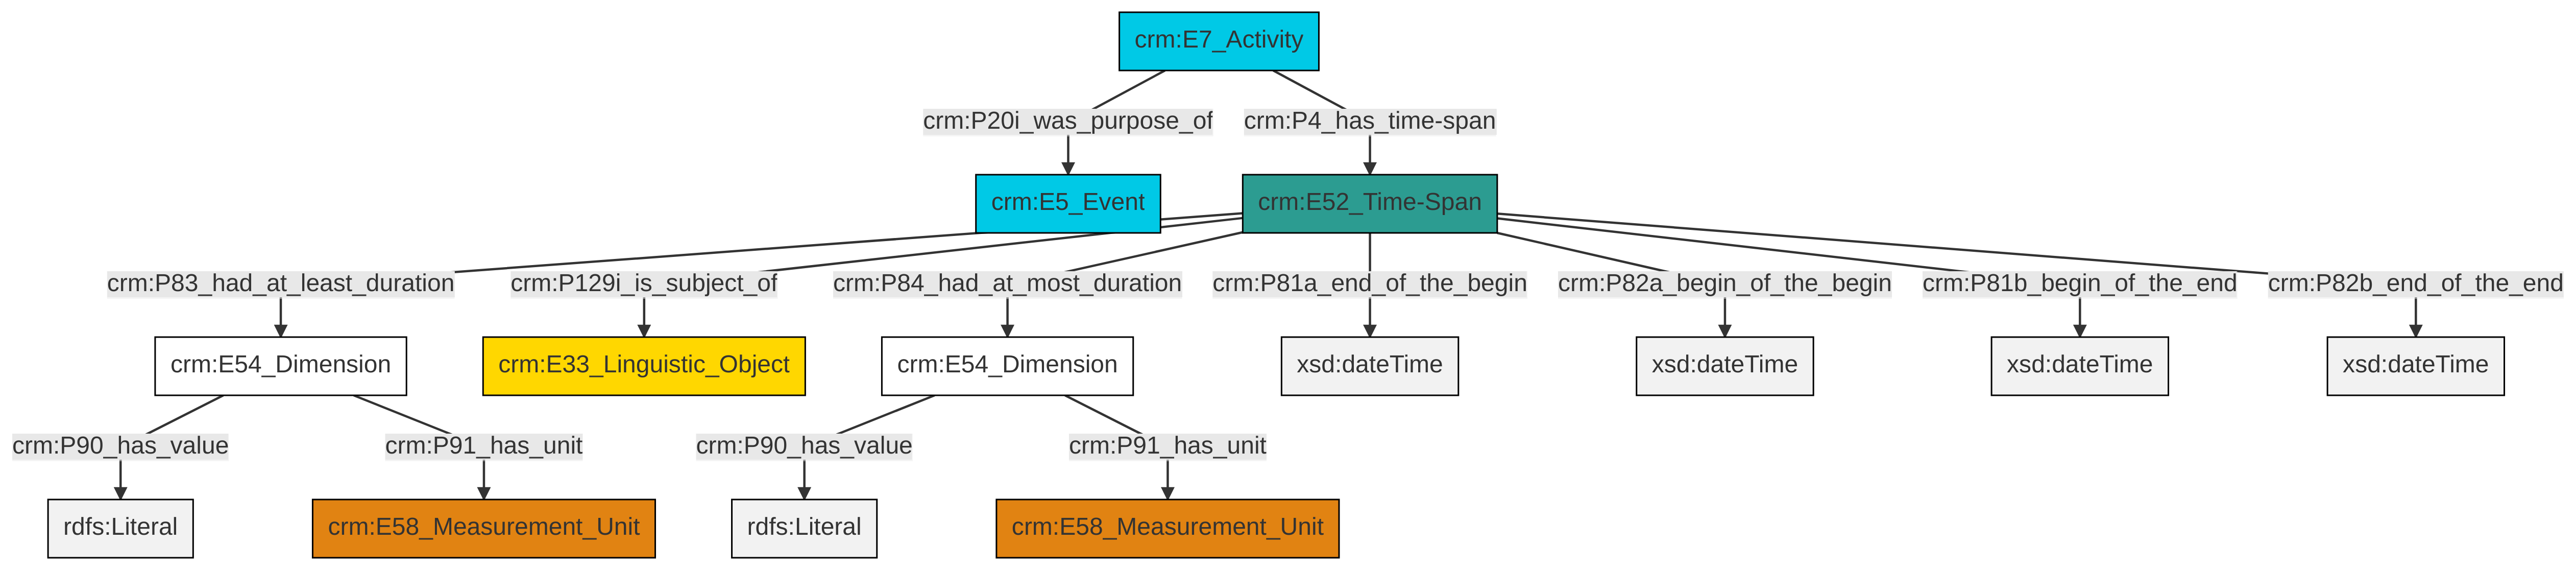 crm:E7_Activity
crm:P20i_was_purpose_of
crm:P4_has_time-span
crm:E5_Event
crm:E52_Time-Span
crm:P83_had_at_least_duration
crm:P129i_is_subject_of
crm:P84_had_at_most_duration
crm:P81a_end_of_the_begin
crm:P82a_begin_of_the_begin
crm:P81b_begin_of_the_end
crm:P82b_end_of_the_end
crm:E54_Dimension
crm:E33_Linguistic_Object
crm:E54_Dimension
xsd:dateTime
xsd:dateTime
xsd:dateTime
xsd:dateTime
crm:P90_has_value
crm:P91_has_unit
crm:P90_has_value
crm:P91_has_unit
rdfs:Literal
crm:E58_Measurement_Unit
rdfs:Literal
crm:E58_Measurement_Unit